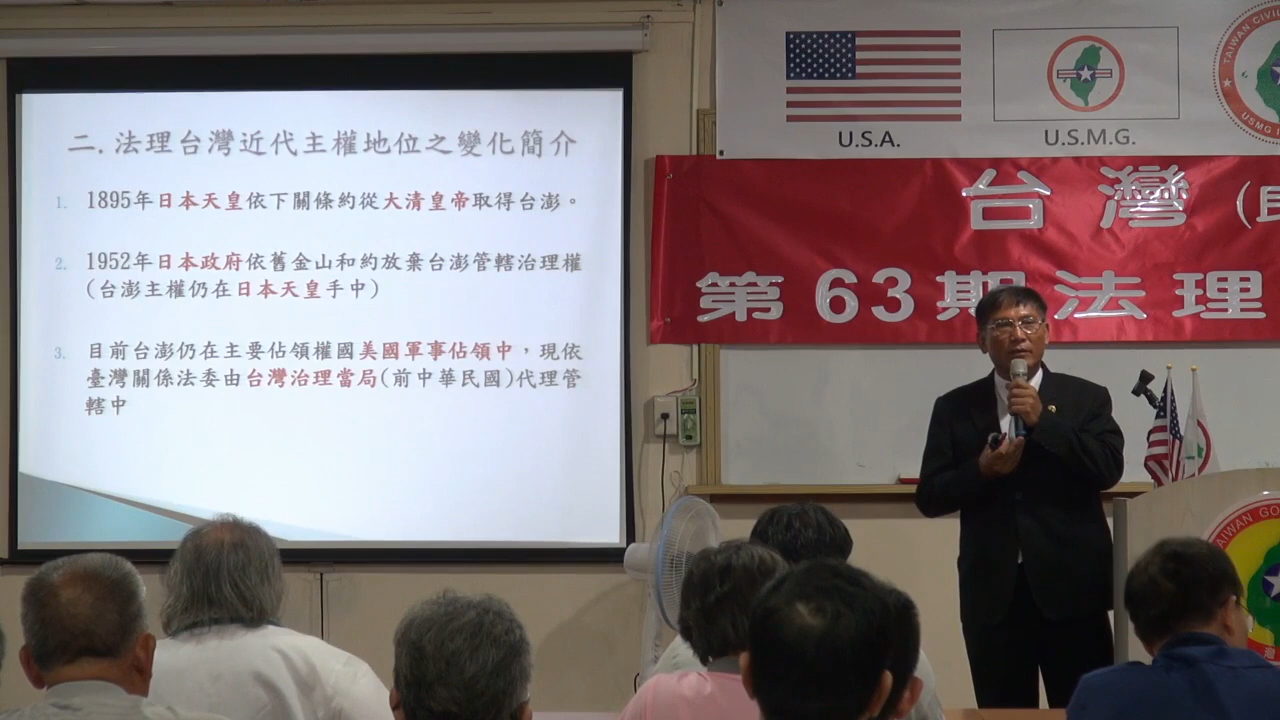 二. 法理台灣近代主權地位之變化簡介
1. 1895年日本天皇依下關條約從大清皇帝取得台澎。
2. 1952年日本政府依舊金山和約放棄台澎管轄治理權
(台澎主權仍在日本天皇手中)
3. 目前台澎仍在主要佔領權國美國軍事佔領中，現依
臺灣關係法委由台灣治理當局(前中華民國)代理管
轄中
U.S.A.
U.S.M.G.
TAIWAN CIVIL
USMG
台灣(
第63期法理
TAIWAN GO